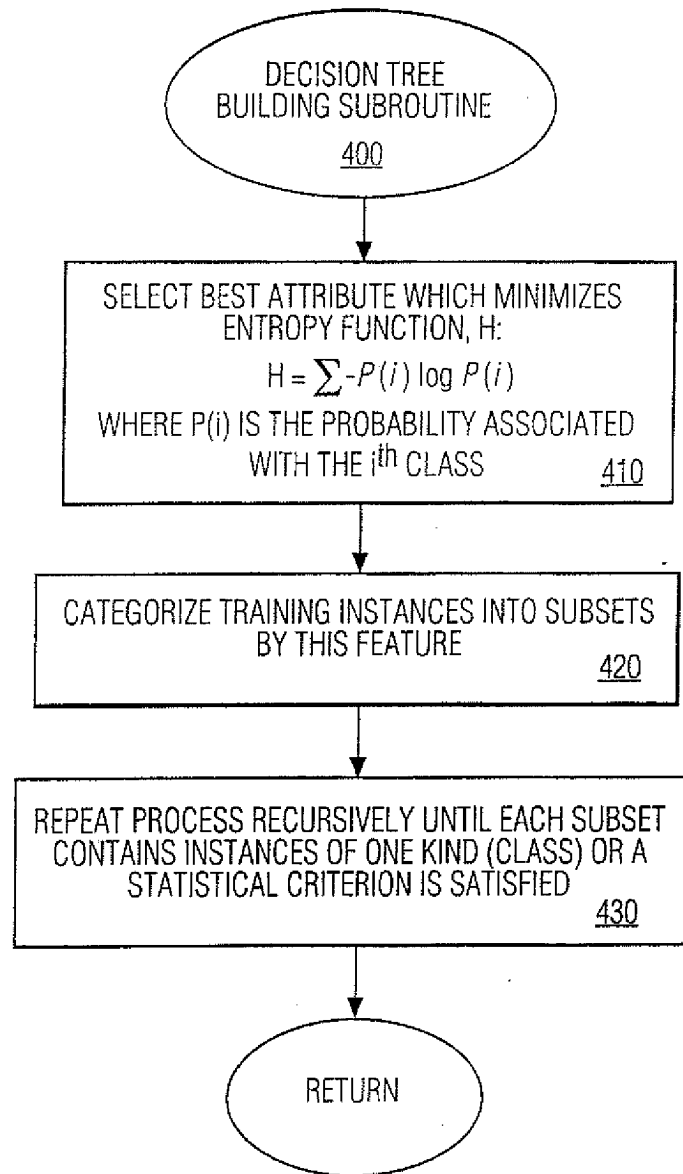 DECISION TREE
BUILDING SUBROUTINE
400
SELECT BEST ATTRIBUTE WHICH MINIMIZES
ENTROPY FUNCTION, H:
H = ∑ -P(i) log P(i)
WHERE P(i) IS THE PROBABILITY ASSOCIATED
WITH THE ith CLASS
410
CATEGORIZE TRAINING INSTANCES INTO SUBSETS
BY THIS FEATURE
420
REPEAT PROCESS RECURSIVELY UNTIL EACH SUBSET
CONTAINS INSTANCES OF ONE KIND (CLASS) OR A
STATISTICAL CRITERION IS SATISFIED
430
RETURN